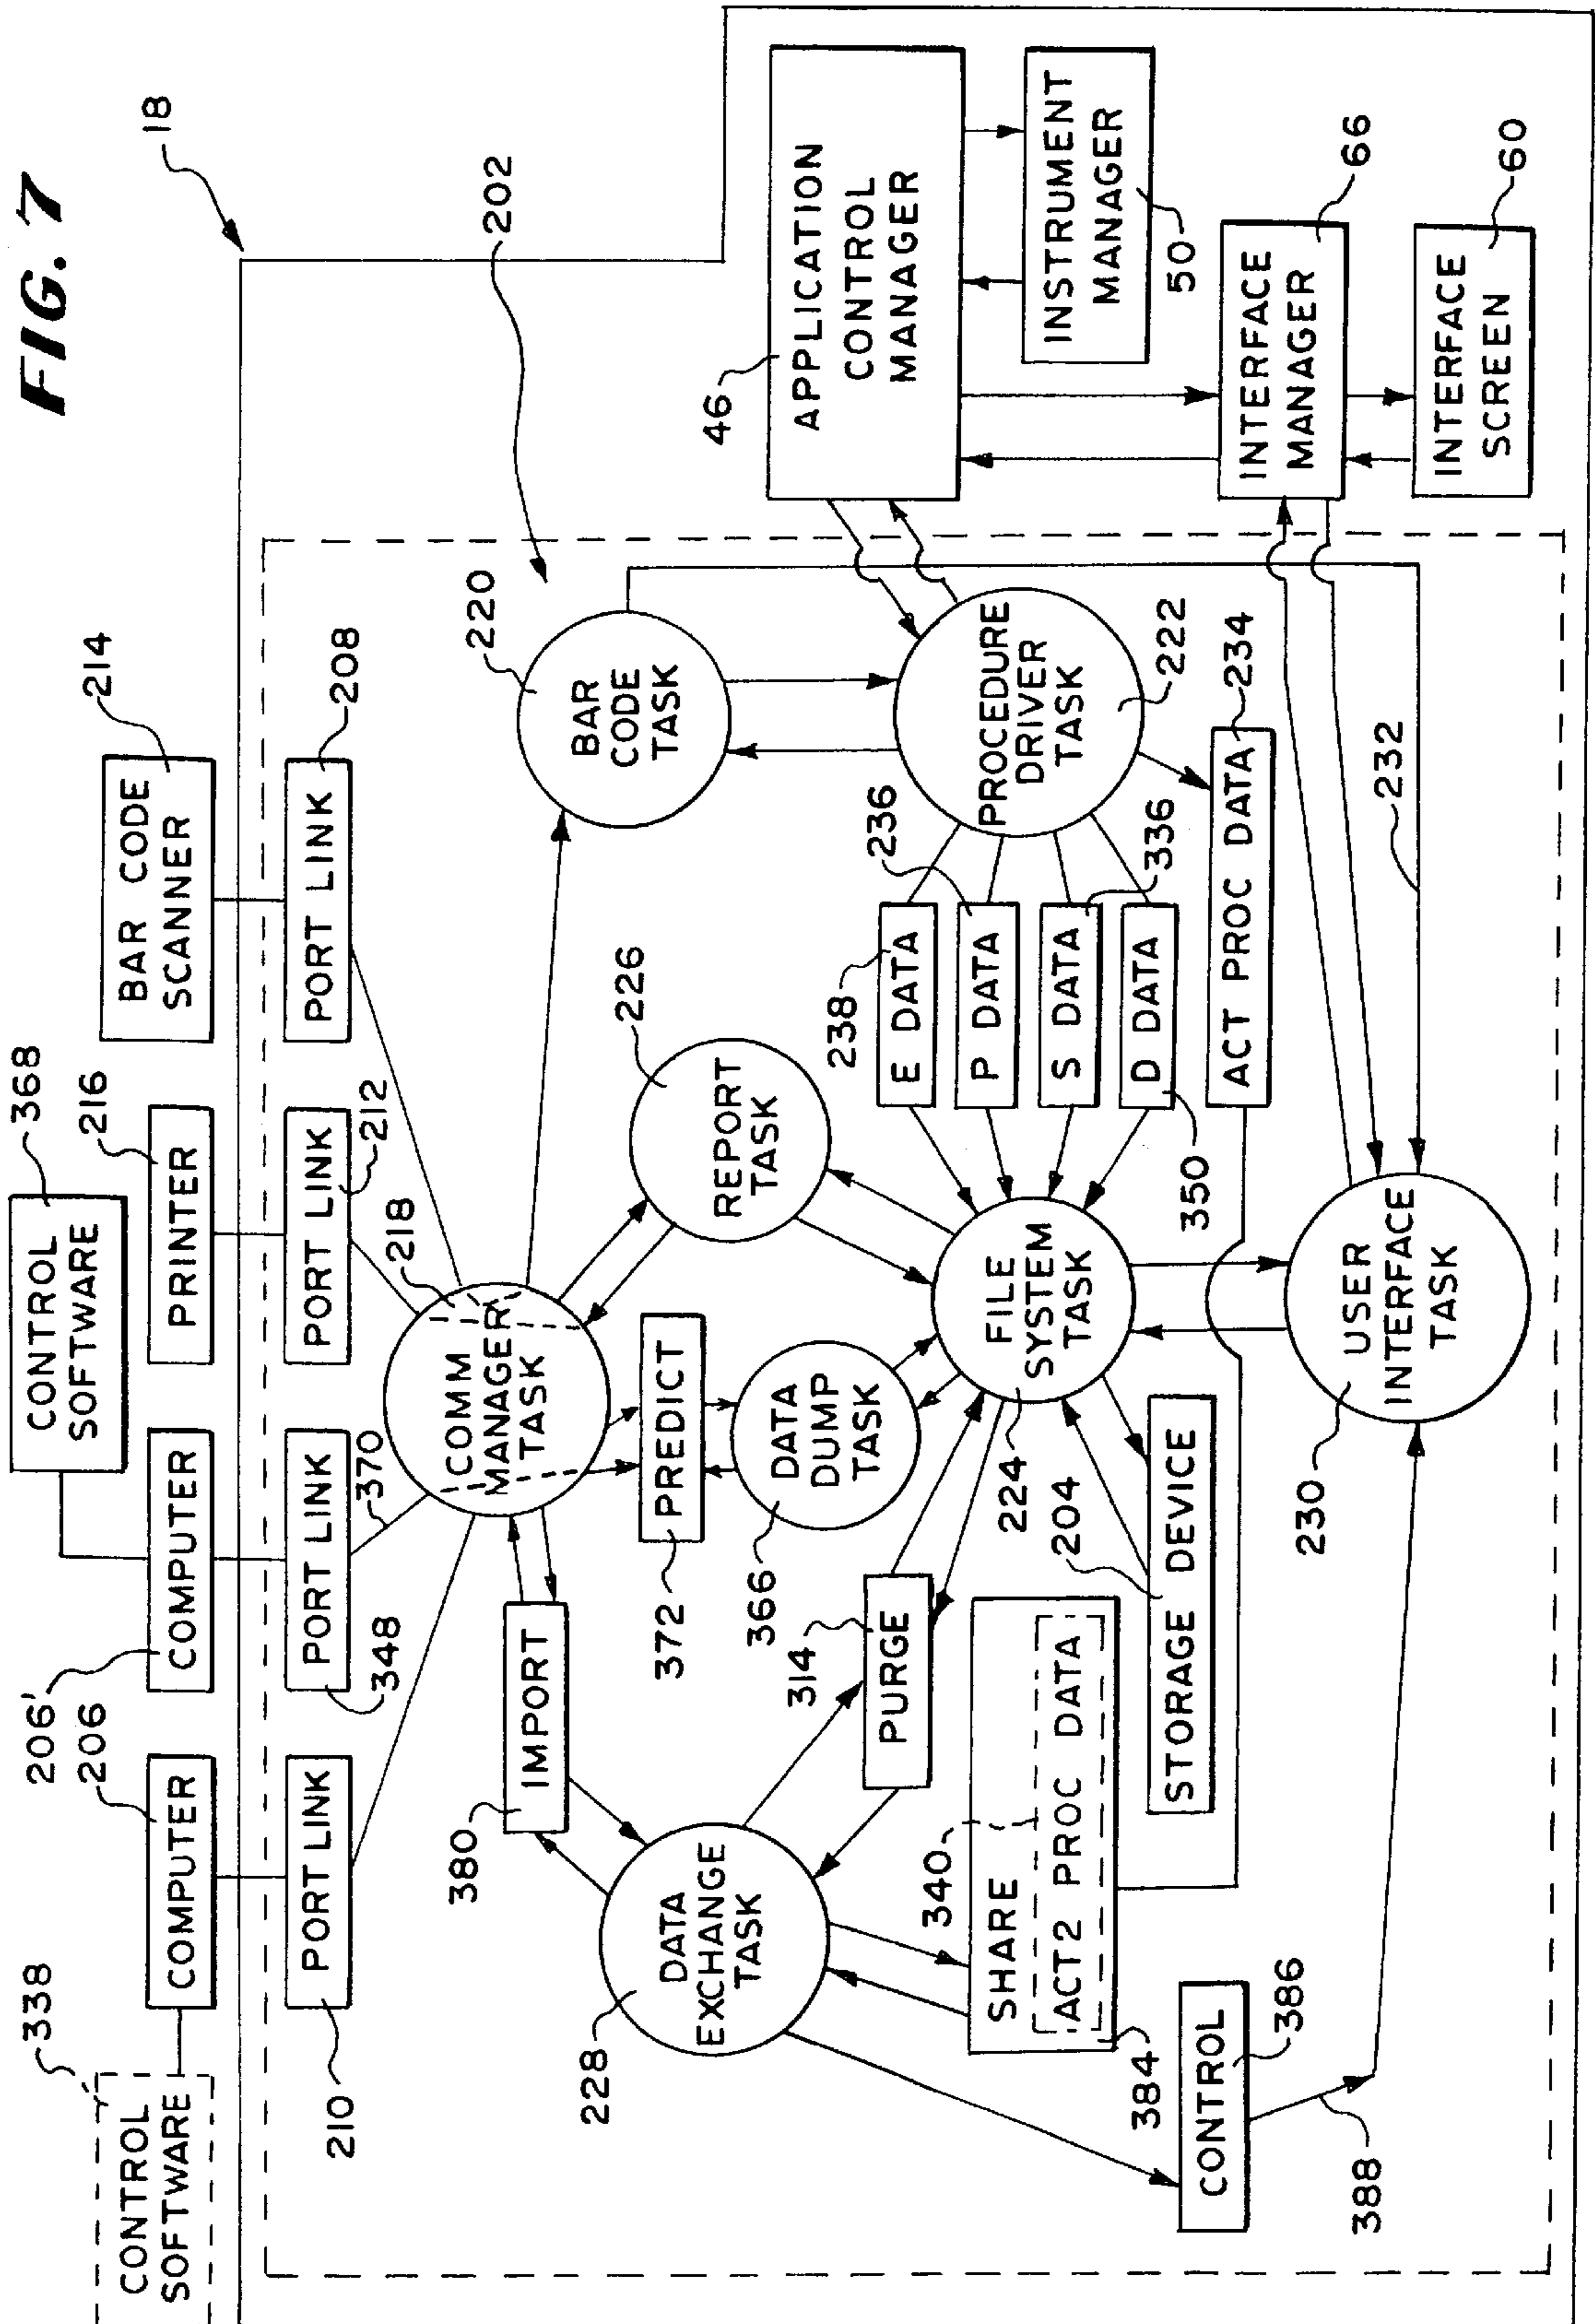 FIG. 7
18
338
CONTROL
SOFTWARE
206
COMPUTER
206'
COMPUTER
368
CONTROL
SOFTWARE
216
PRINTER
214
BAR CODE
SCANNER
210
PORT LINK
348
PORT LINK
370
PORT LINK
212
PORT LINK
208
202
218
COMM
MANAGER
TASK
220
BAR
CODE
TASK
46
APPLICATION
CONTROL
MANAGER
380
IMPORT
372
PREDICT
226
REPORT
TASK
228
DATA
EXCHANGE
TASK
366
DATA
DUMP
TASK
314
PURGE
238
E DATA
236
P DATA
S DATA
336
D DATA
350
PROCEDURE
DRIVER
TASK
222
INSTRUMENT
MANAGER
50
340
SHARE
ACT2 PROC DATA
384
224
FILE
SYSTEM
TASK
204
STORAGE DEVICE
ACT PROC DATA
234
INTERFACE
MANAGER
66
CONTROL
386
388
230
USER
INTERFACE
TASK
232
INTERFACE
SCREEN
60